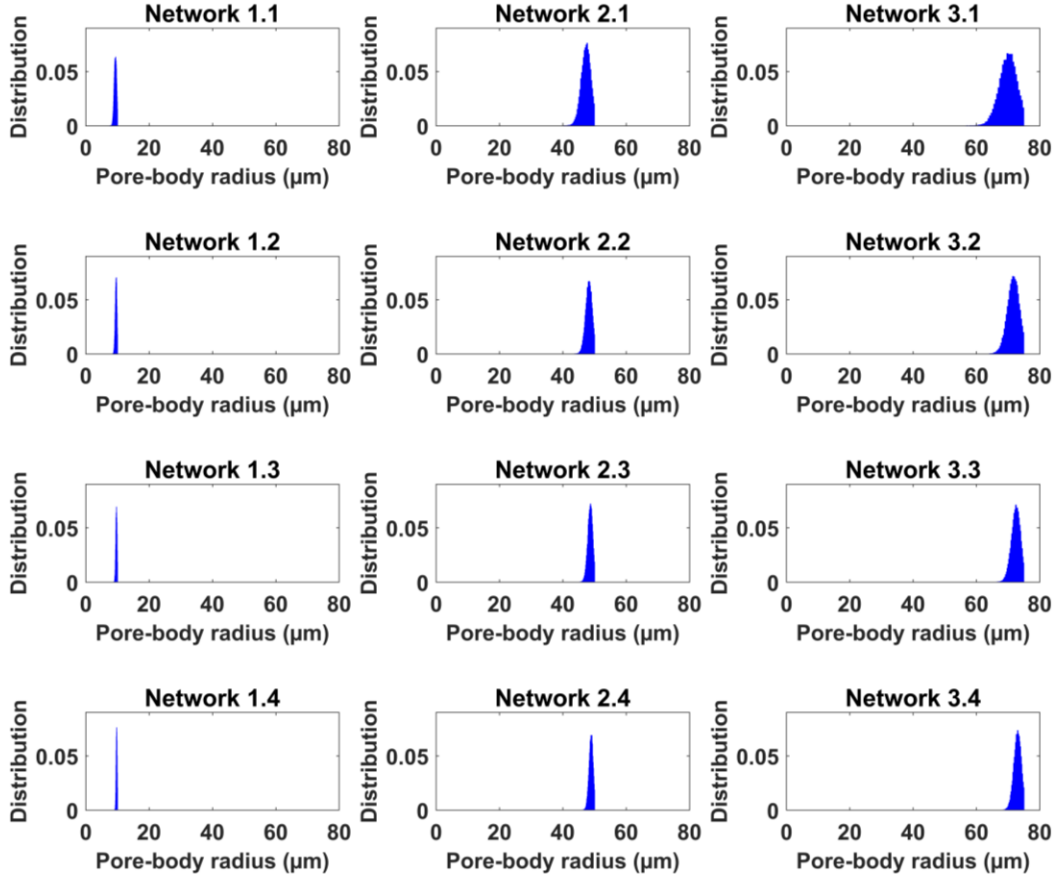 Network 1.1
Distribution
0.05
0
0 20 40 60 80
Pore-body radius (μm)
Network 2.1
Distribution
0.05
0
0 20 40 60 80
Pore-body radius (μm)
Network 3.1
Distribution
0.05
0
0 20 40 60 80
Pore-body radius (μm)
Network 1.2
Distribution
0.05
0
0 20 40 60 80
Pore-body radius (μm)
Network 2.2
Distribution
0.05
0
0 20 40 60 80
Pore-body radius (μm)
Network 3.2
Distribution
0.05
0
0 20 40 60 80
Pore-body radius (μm)
Network 1.3
Distribution
0.05
0
0 20 40 60 80
Pore-body radius (μm)
Network 2.3
Distribution
0.05
0
0 20 40 60 80
Pore-body radius (μm)
Network 3.3
Distribution
0.05
0
0 20 40 60 80
Pore-body radius (μm)
Network 1.4
Distribution
0.05
0
0 20 40 60 80
Pore-body radius (μm)
Network 2.4
Distribution
0.05
0
0 20 40 60 80
Pore-body radius (μm)
Network 3.4
Distribution
0.05
0
0 20 40 60 80
Pore-body radius (μm)